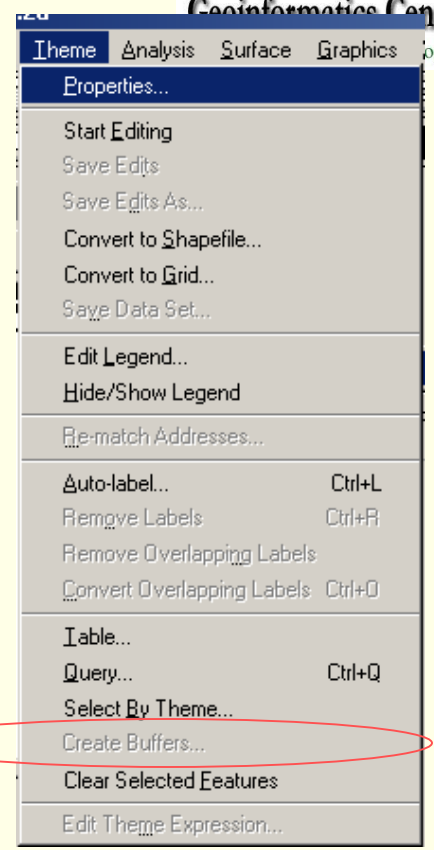 Geoinformatics Cen
Theme Analysis Surface Graphics
Properties...
Start Editing
Save Edits
Save Edits As...
Convert to Shapefile...
Convert to Grid...
Save Data Set...
Edit Legend...
Hide/Show Legend
Re-match Addresses...
Auto-label... Ctrl+L
Remove Labels Ctrl+R
Remove Overlapping Labels
Convert Overlapping Labels Ctrl+O
Table...
Query... Ctrl+Q
Select By Theme...
Create Buffers...
Clear Selected Features
Edit Theme Expression...